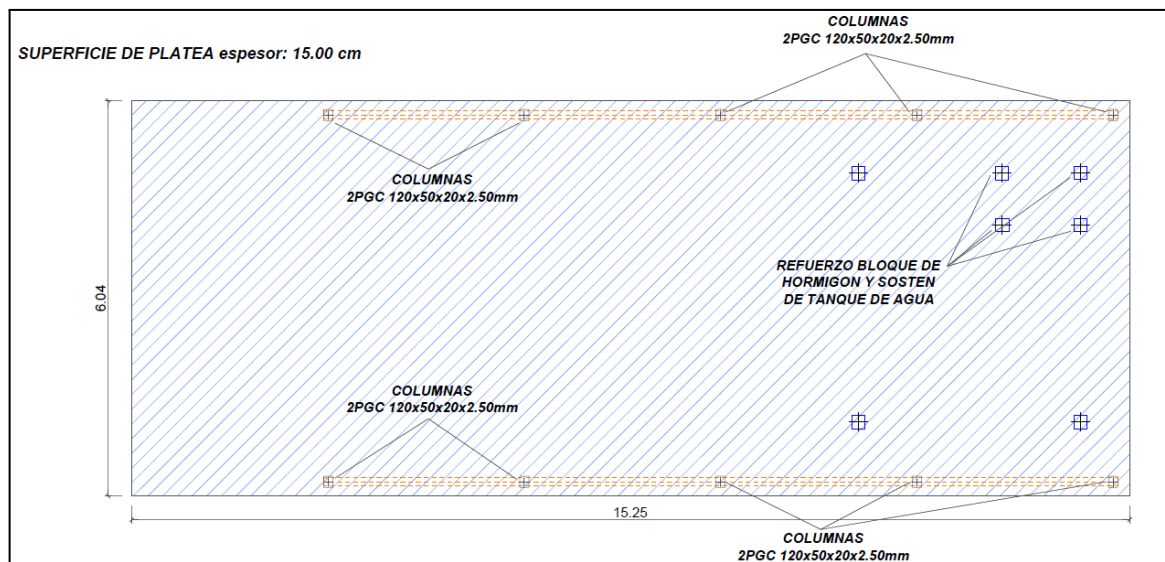 COLUMNAS
2PGC 120x50x20x2.50mm
SUPERFICIE DE PLATEA espesor: 15.00 cm
COLUMNAS
2PGC 120x50x20x2.50mm
REFUERZO BLOQUE DE
HORMIGON Y SOSTEN
DE TANQUE DE AGUA
6.04
COLUMNAS
2PGC 120x50x20x2.50mm
15.25
COLUMNAS
2PGC 120x50x20x2.50mm